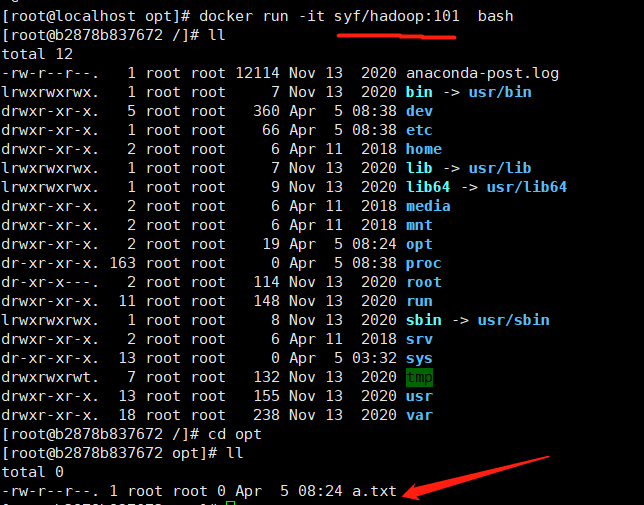 [root@localhost opt]# docker run -it syf/hadoop:101  bash
[root@b2878b837672 /]# ll
total 12
-rw-r--r--.   1 root root 12114 Nov 13  2020 anaconda-post.log
lrwxrwxrwx.   1 root root     7 Nov 13  2020 bin -> usr/bin
drwxr-xr-x.   5 root root   360 Apr  5 08:38 dev
drwxr-xr-x.   1 root root    66 Apr  5 08:38 etc
drwxr-xr-x.   2 root root     6 Apr 11  2018 home
lrwxrwxrwx.   1 root root     7 Nov 13  2020 lib -> usr/lib
lrwxrwxrwx.   1 root root     9 Nov 13  2020 lib64 -> usr/lib64
drwxr-xr-x.   2 root root     6 Apr 11  2018 media
drwxr-xr-x.   2 root root     6 Apr 11  2018 mnt
drwxr-xr-x.   2 root root    19 Apr  5 08:24 opt
dr-xr-xr-x. 163 root root     0 Apr  5 08:38 proc
dr-xr-x---.   2 root root   114 Nov 13  2020 root
drwxr-xr-x.  11 root root   148 Nov 13  2020 run
lrwxrwxrwx.   1 root root     8 Nov 13  2020 sbin -> usr/sbin
drwxr-xr-x.   2 root root     6 Apr 11  2018 srv
dr-xr-xr-x.  13 root root     0 Apr  5 03:32 sys
drwxrwxrwt.   7 root root   132 Nov 13  2020 tmp
drwxr-xr-x.  13 root root   155 Nov 13  2020 usr
drwxr-xr-x.  18 root root   238 Nov 13  2020 var
[root@b2878b837672 /]# cd opt
[root@b2878b837672 opt]# ll
total 0
-rw-r--r--. 1 root root 0 Apr  5 08:24 a.txt